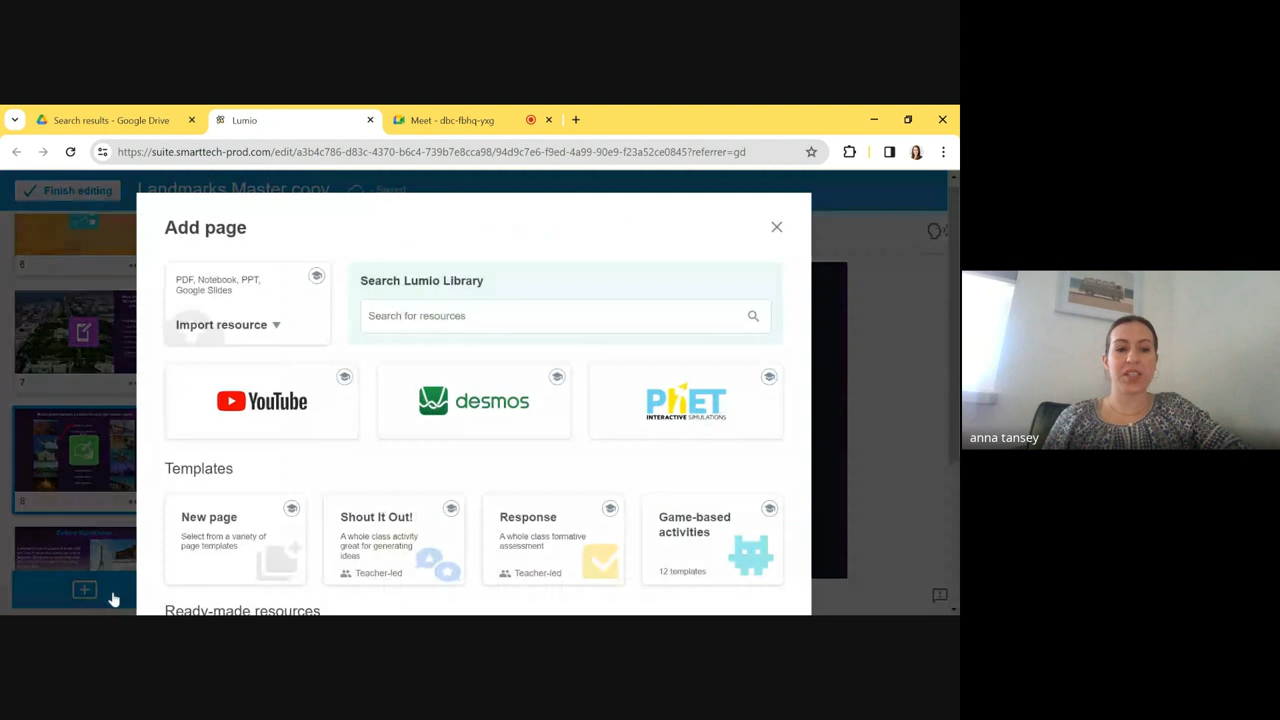 Search results - Google Drive
Lumio
Meet - dbc-fbhq-yxg
https://suite.smarttech-prod.com/edit/a3b4c786-d83c-4370-b6c4-739b7e8cca98/94d9c7e6-f9ed-4a99-90e9-f23a52ce0845?referrer=gd
Finish editing
Landmarks Master copy
Saved
6
7
8
Add page
PDF, Notebook, PPT,
Google Slides
Import resource
Search Lumio Library
Search for resources
YouTube
desmos
PhET
INTERACTIVE SIMULATIONS
Templates
New page
Select from a variety of
page templates
Shout It Out!
A whole class activity
great for generating
ideas
Teacher-led
Response
A whole class formative
assessment
Teacher-led
Game-based
activities
12 templates
Ready-made resources
anna tansey